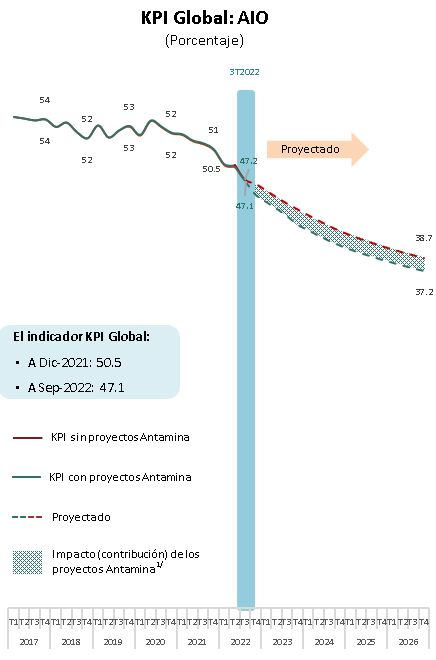 KPI Global: AIO
(Porcentaje)
3T2022
54
52
53
52
51
47.2
Proyectado
54
52
53
52
50.5
47.1
38.7
37.2
El indicador KPI Global:
• A Dic-2021: 50.5
• A Sep-2022: 47.1
KPI sin proyectos Antamina
KPI con proyectos Antamina
Proyectado
Impacto (contribución) de los
proyectos Antamina1/
T1 T2 T3 T4 T1 T2 T3 T4 T1 T2 T3 T4 T1 T2 T3 T4 T1 T2 T3 T4 T1 T2 T3 T4 T1 T2 T3 T4 T1 T2 T3 T4 T1 T2 T3 T4 T1 T2 T3 T4
2017 2018 2019 2020 2021 2022 2023 2024 2025 2026